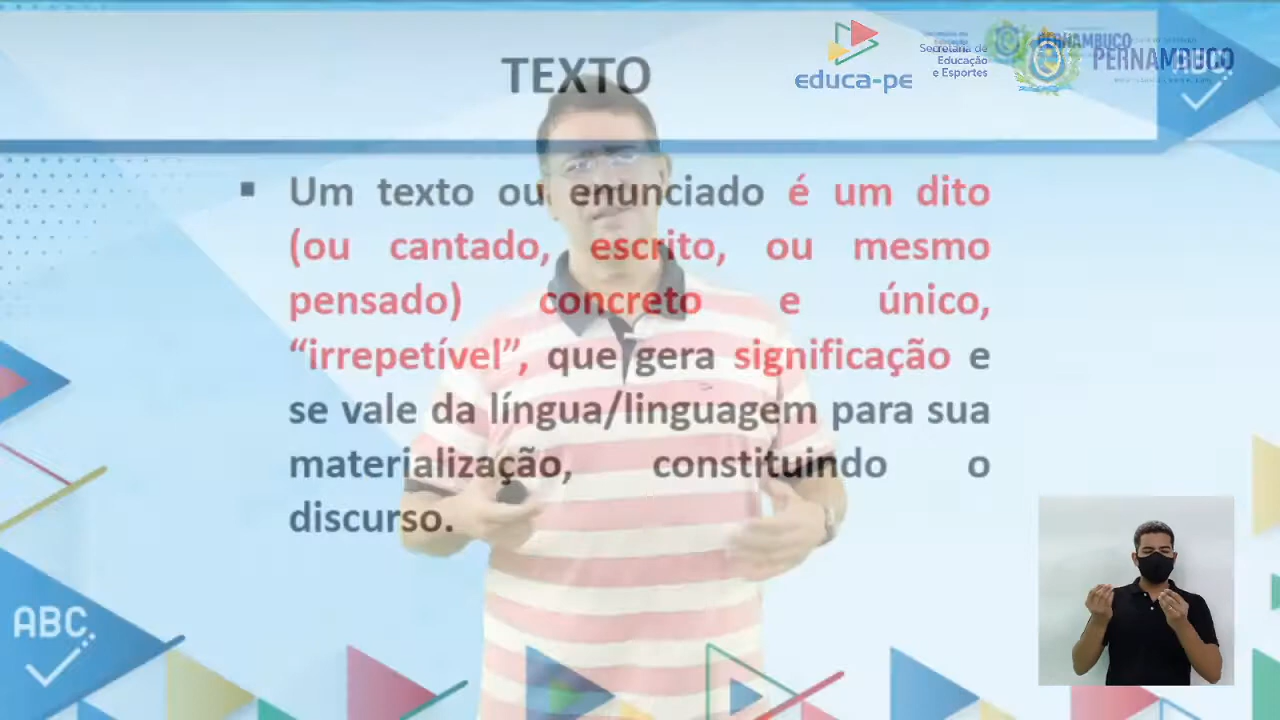 TEXTO
educa-pe
Secretaria de
Educação
e Esportes
PERNAMBUCO
PERNAMBUCO
▪ Um texto ou enunciado é um dito
(ou cantado, escrito, ou mesmo
pensado) concreto e único,
“irrepetível”, que gera significação e
se vale da língua/linguagem para sua
materialização, constituindo o
discurso.
ABC